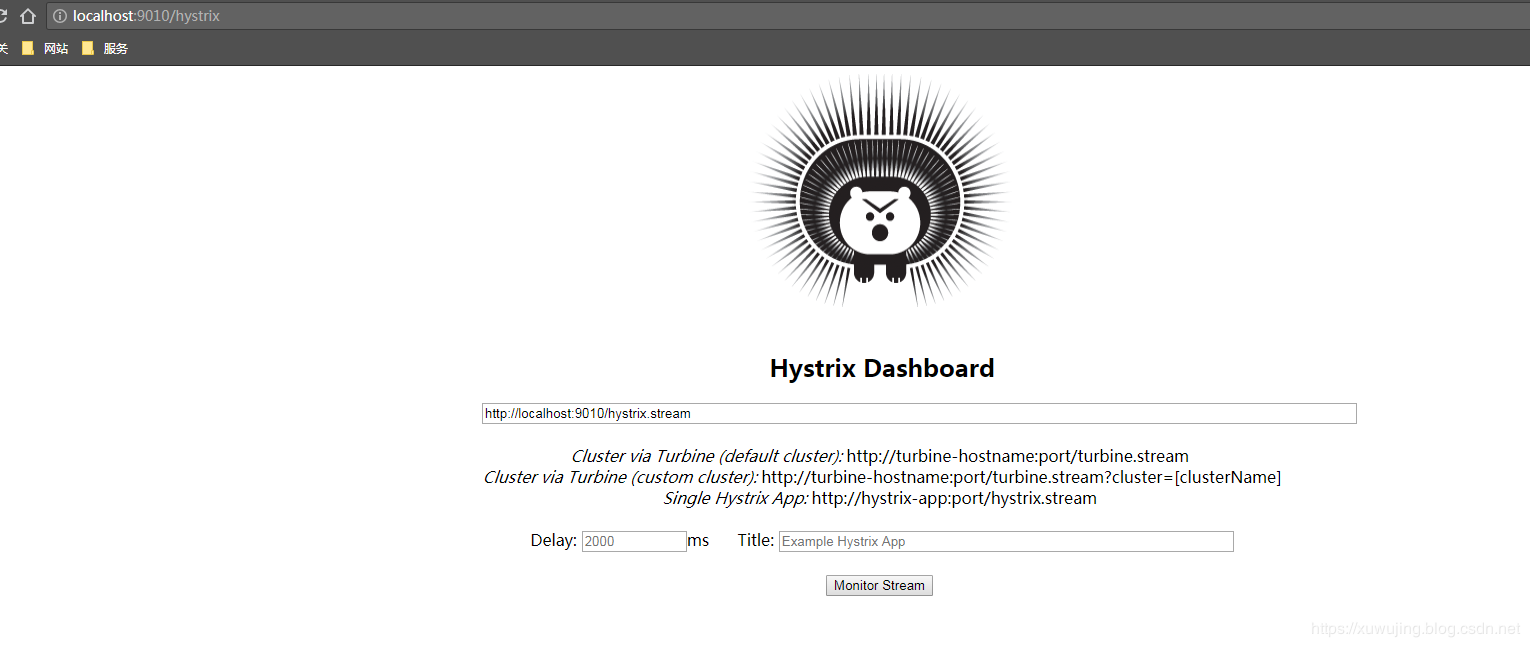 localhost:9010/hystrix
关 网站 服务
Hystrix Dashboard
http://localhost:9010/hystrix.stream
Cluster via Turbine (default cluster): http://turbine-hostname:port/turbine.stream
Cluster via Turbine (custom cluster): http://turbine-hostname:port/turbine.stream?cluster=[clusterName]
Single Hystrix App: http://hystrix-app:port/hystrix.stream
Delay: 2000 ms Title: Example Hystrix App
Monitor Stream
https://xuwujing.blog.csdn.net